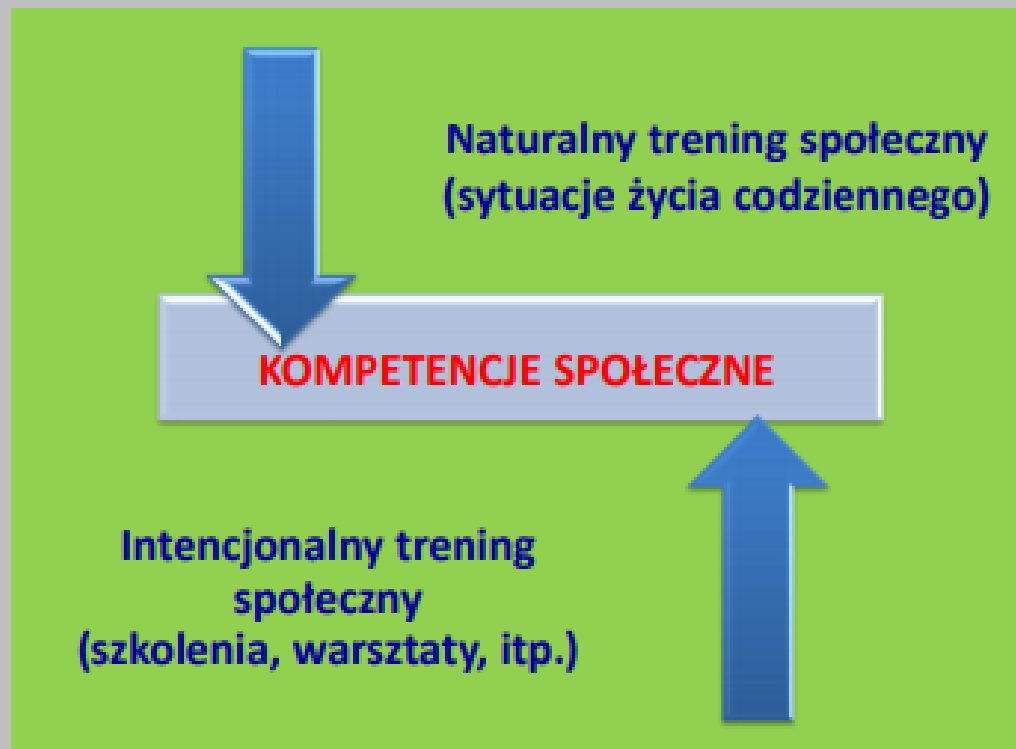 Naturalny trening społeczny
(sytuacje życia codziennego)
KOMPETENCJE SPOŁECZNE
Intencjonalny trening
społeczny
(szkolenia, warsztaty, itp.)